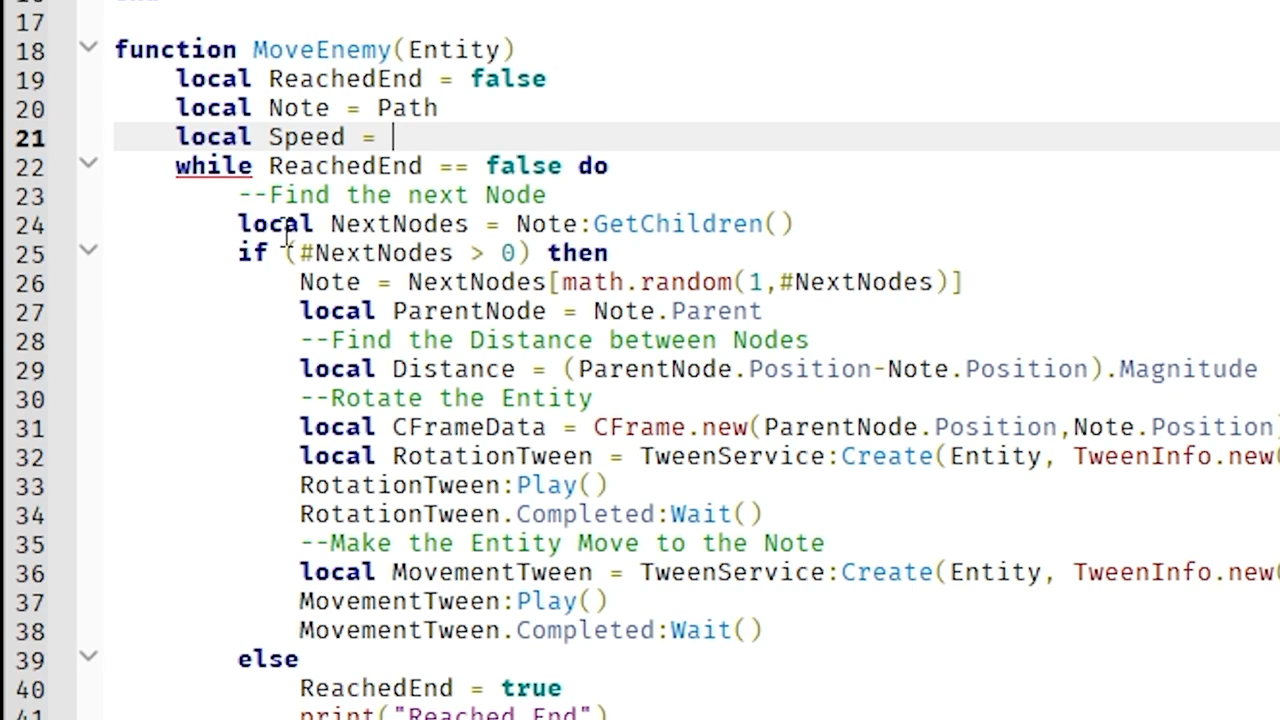 17
18 function MoveEnemy(Entity)
19 local ReachedEnd = false
20 local Note = Path
21 local Speed =
22 while ReachedEnd == false do
23 --Find the next Node
24 local NextNodes = Note:GetChildren()
25 if (#NextNodes > 0) then
26 Note = NextNodes[math.random(1,#NextNodes)]
27 local ParentNode = Note.Parent
28 --Find the Distance between Nodes
29 local Distance = (ParentNode.Position-Note.Position).Magnitude
30 --Rotate the Entity
31 local CFrameData = CFrame.new(ParentNode.Position,Note.Position)
32 local RotationTween = TweenService:Create(Entity, TweenInfo.new(
33 RotationTween:Play()
34 RotationTween.Completed:Wait()
35 --Make the Entity Move to the Note
36 local MovementTween = TweenService:Create(Entity, TweenInfo.new(
37 MovementTween:Play()
38 MovementTween.Completed:Wait()
39 else
40 ReachedEnd = true
41 print("Reached End")